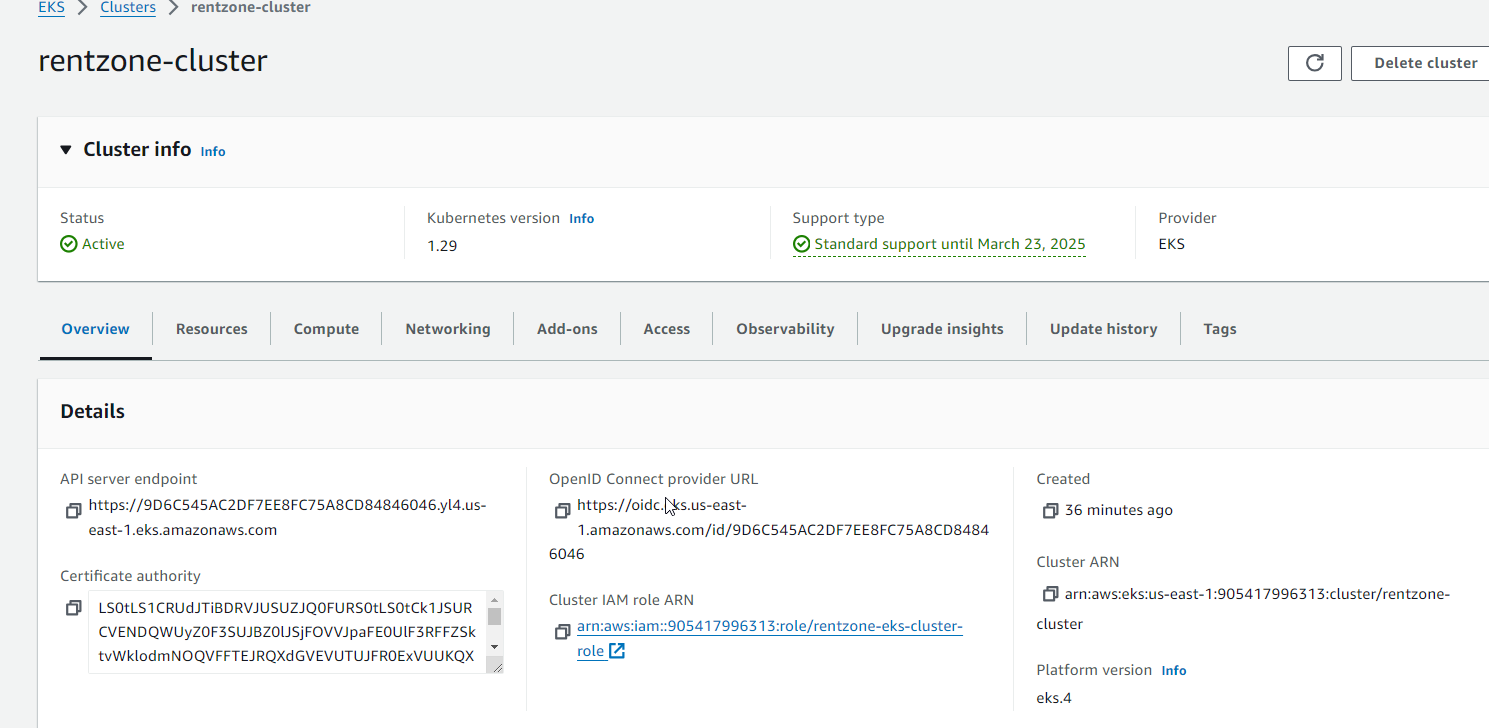 EKS > Clusters > rentzone-cluster
rentzone-cluster
Delete cluster
Cluster info Info
Status
Active
Kubernetes version Info
1.29
Support type
Standard support until March 23, 2025
Provider
EKS
Overview
Resources
Compute
Networking
Add-ons
Access
Observability
Upgrade insights
Update history
Tags
Details
API server endpoint
https://9D6C545AC2DF7EE8FC75A8CD84846046.yl4.us-
east-1.eks.amazonaws.com
Certificate authority
LS0tLS1CRUdJTiBDRVJUSUZJQ0FURS0tLS0tCk1JSUR
CVENDQWUyZ0F3SUJBZ0lJSjFOVVJpaFE0UlF3RFFZSk
tvWklodmNOQVFFTEJRQXdGVEVUTUJFR0ExVUUKQX
OpenID Connect provider URL
https://oidc.eks.us-east-
1.amazonaws.com/id/9D6C545AC2DF7EE8FC75A8CD8484
6046
Cluster IAM role ARN
arn:aws:iam::905417996313:role/rentzone-eks-cluster-
role
Created
36 minutes ago
Cluster ARN
arn:aws:eks:us-east-1:905417996313:cluster/rentzone-
cluster
Platform version Info
eks.4